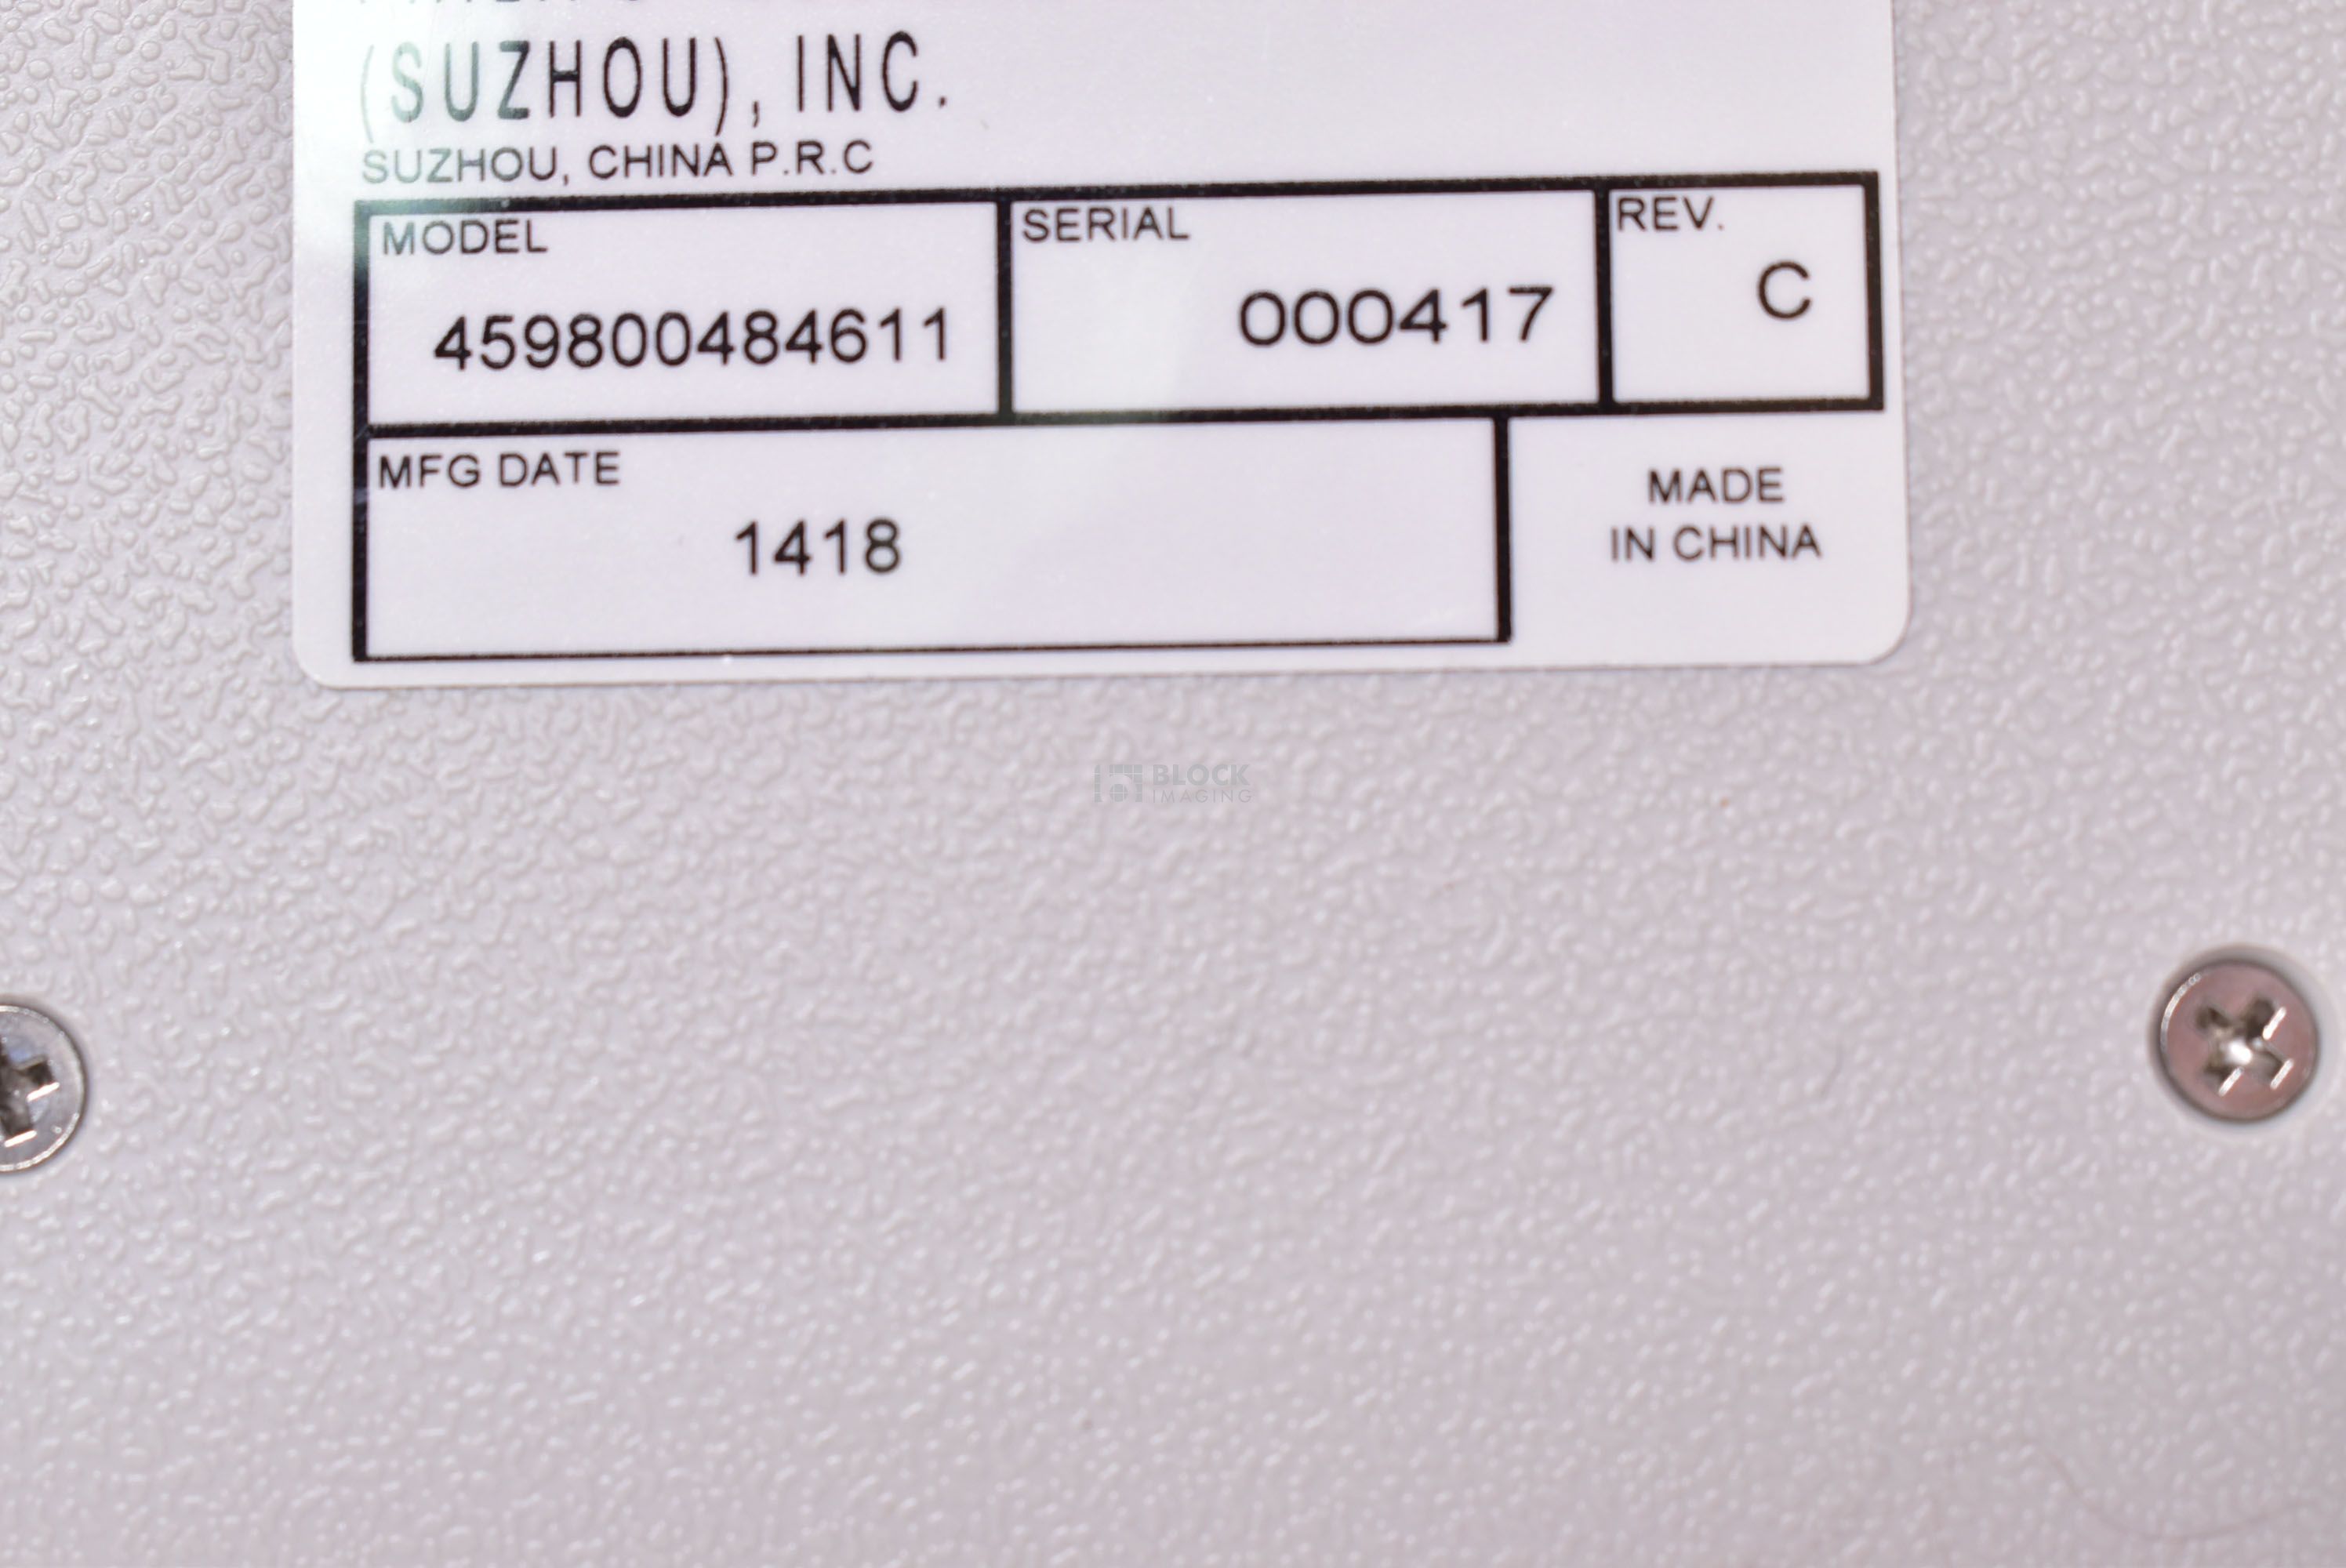 (SUZHOU), INC.
SUZHOU, CHINA P.R.C
MODEL
459800484611
SERIAL
000417
REV.
C
MFG DATE
1418
MADE
IN CHINA
BLOCK
IMAGING